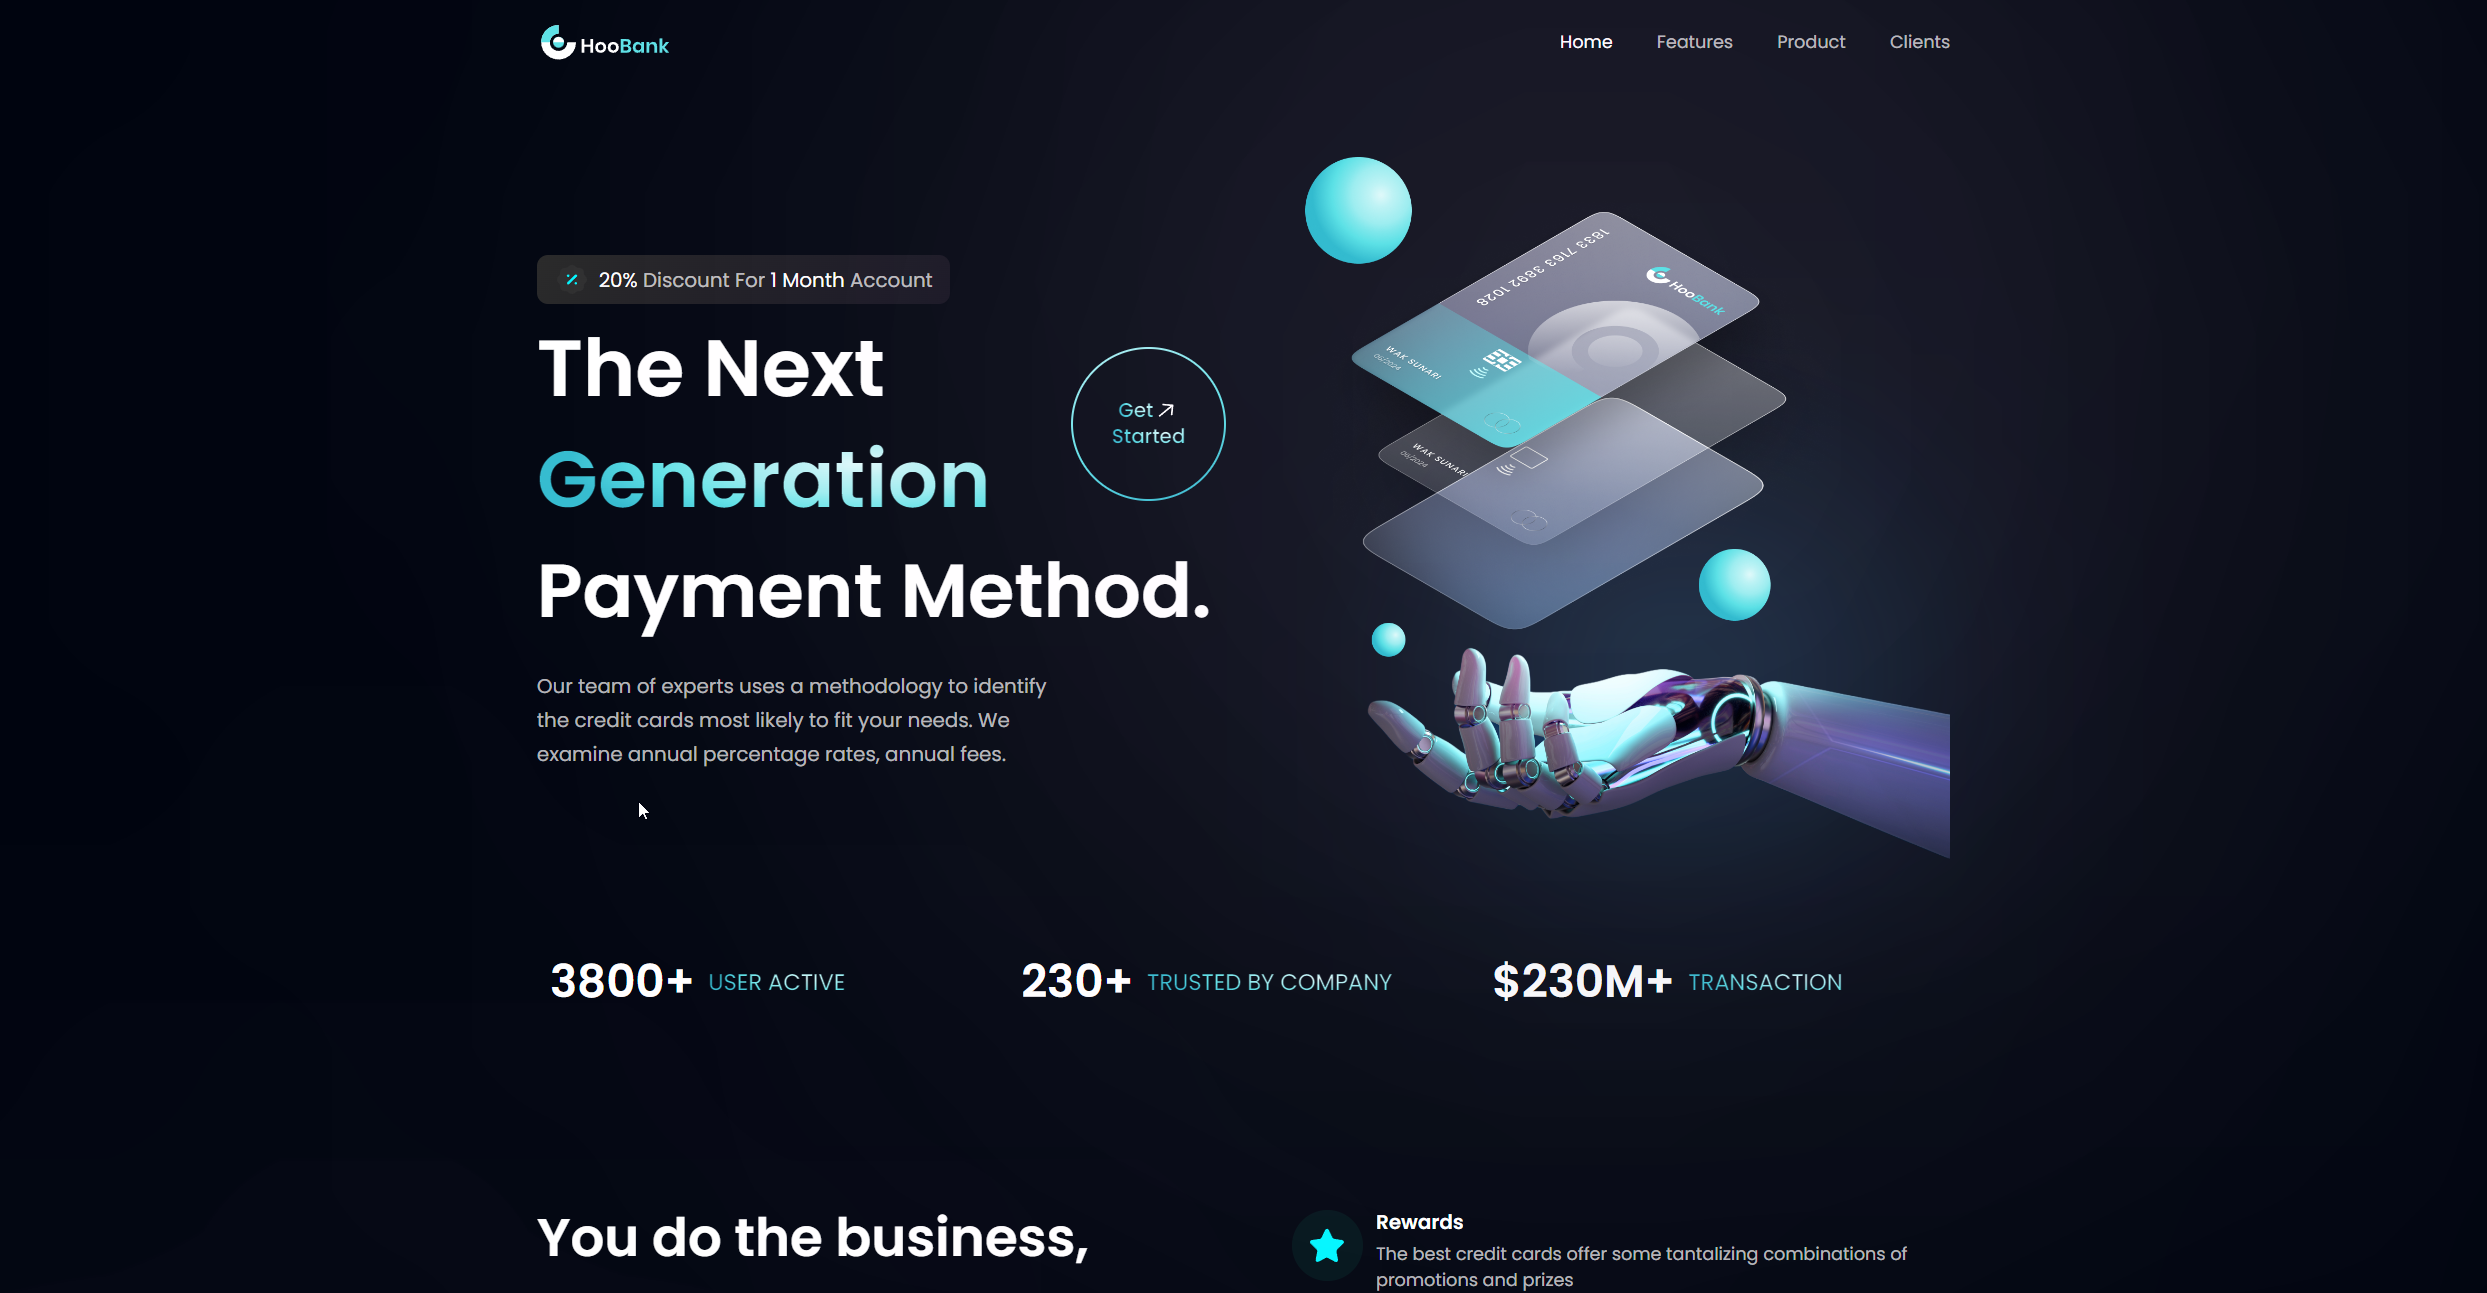 HooBank
Home Features Product Clients
20% Discount For 1 Month Account
The Next
Generation
Payment Method.
Get
Started
Our team of experts uses a methodology to identify
the credit cards most likely to fit your needs. We
examine annual percentage rates, annual fees.
1833 7163 3892 1028
HooBank
WAK SUNARI
06/2024
WAK SUNARI
06/2024
3800+ USER ACTIVE
230+ TRUSTED BY COMPANY
$230M+ TRANSACTION
You do the business,
Rewards
The best credit cards offer some tantalizing combinations of
promotions and prizes